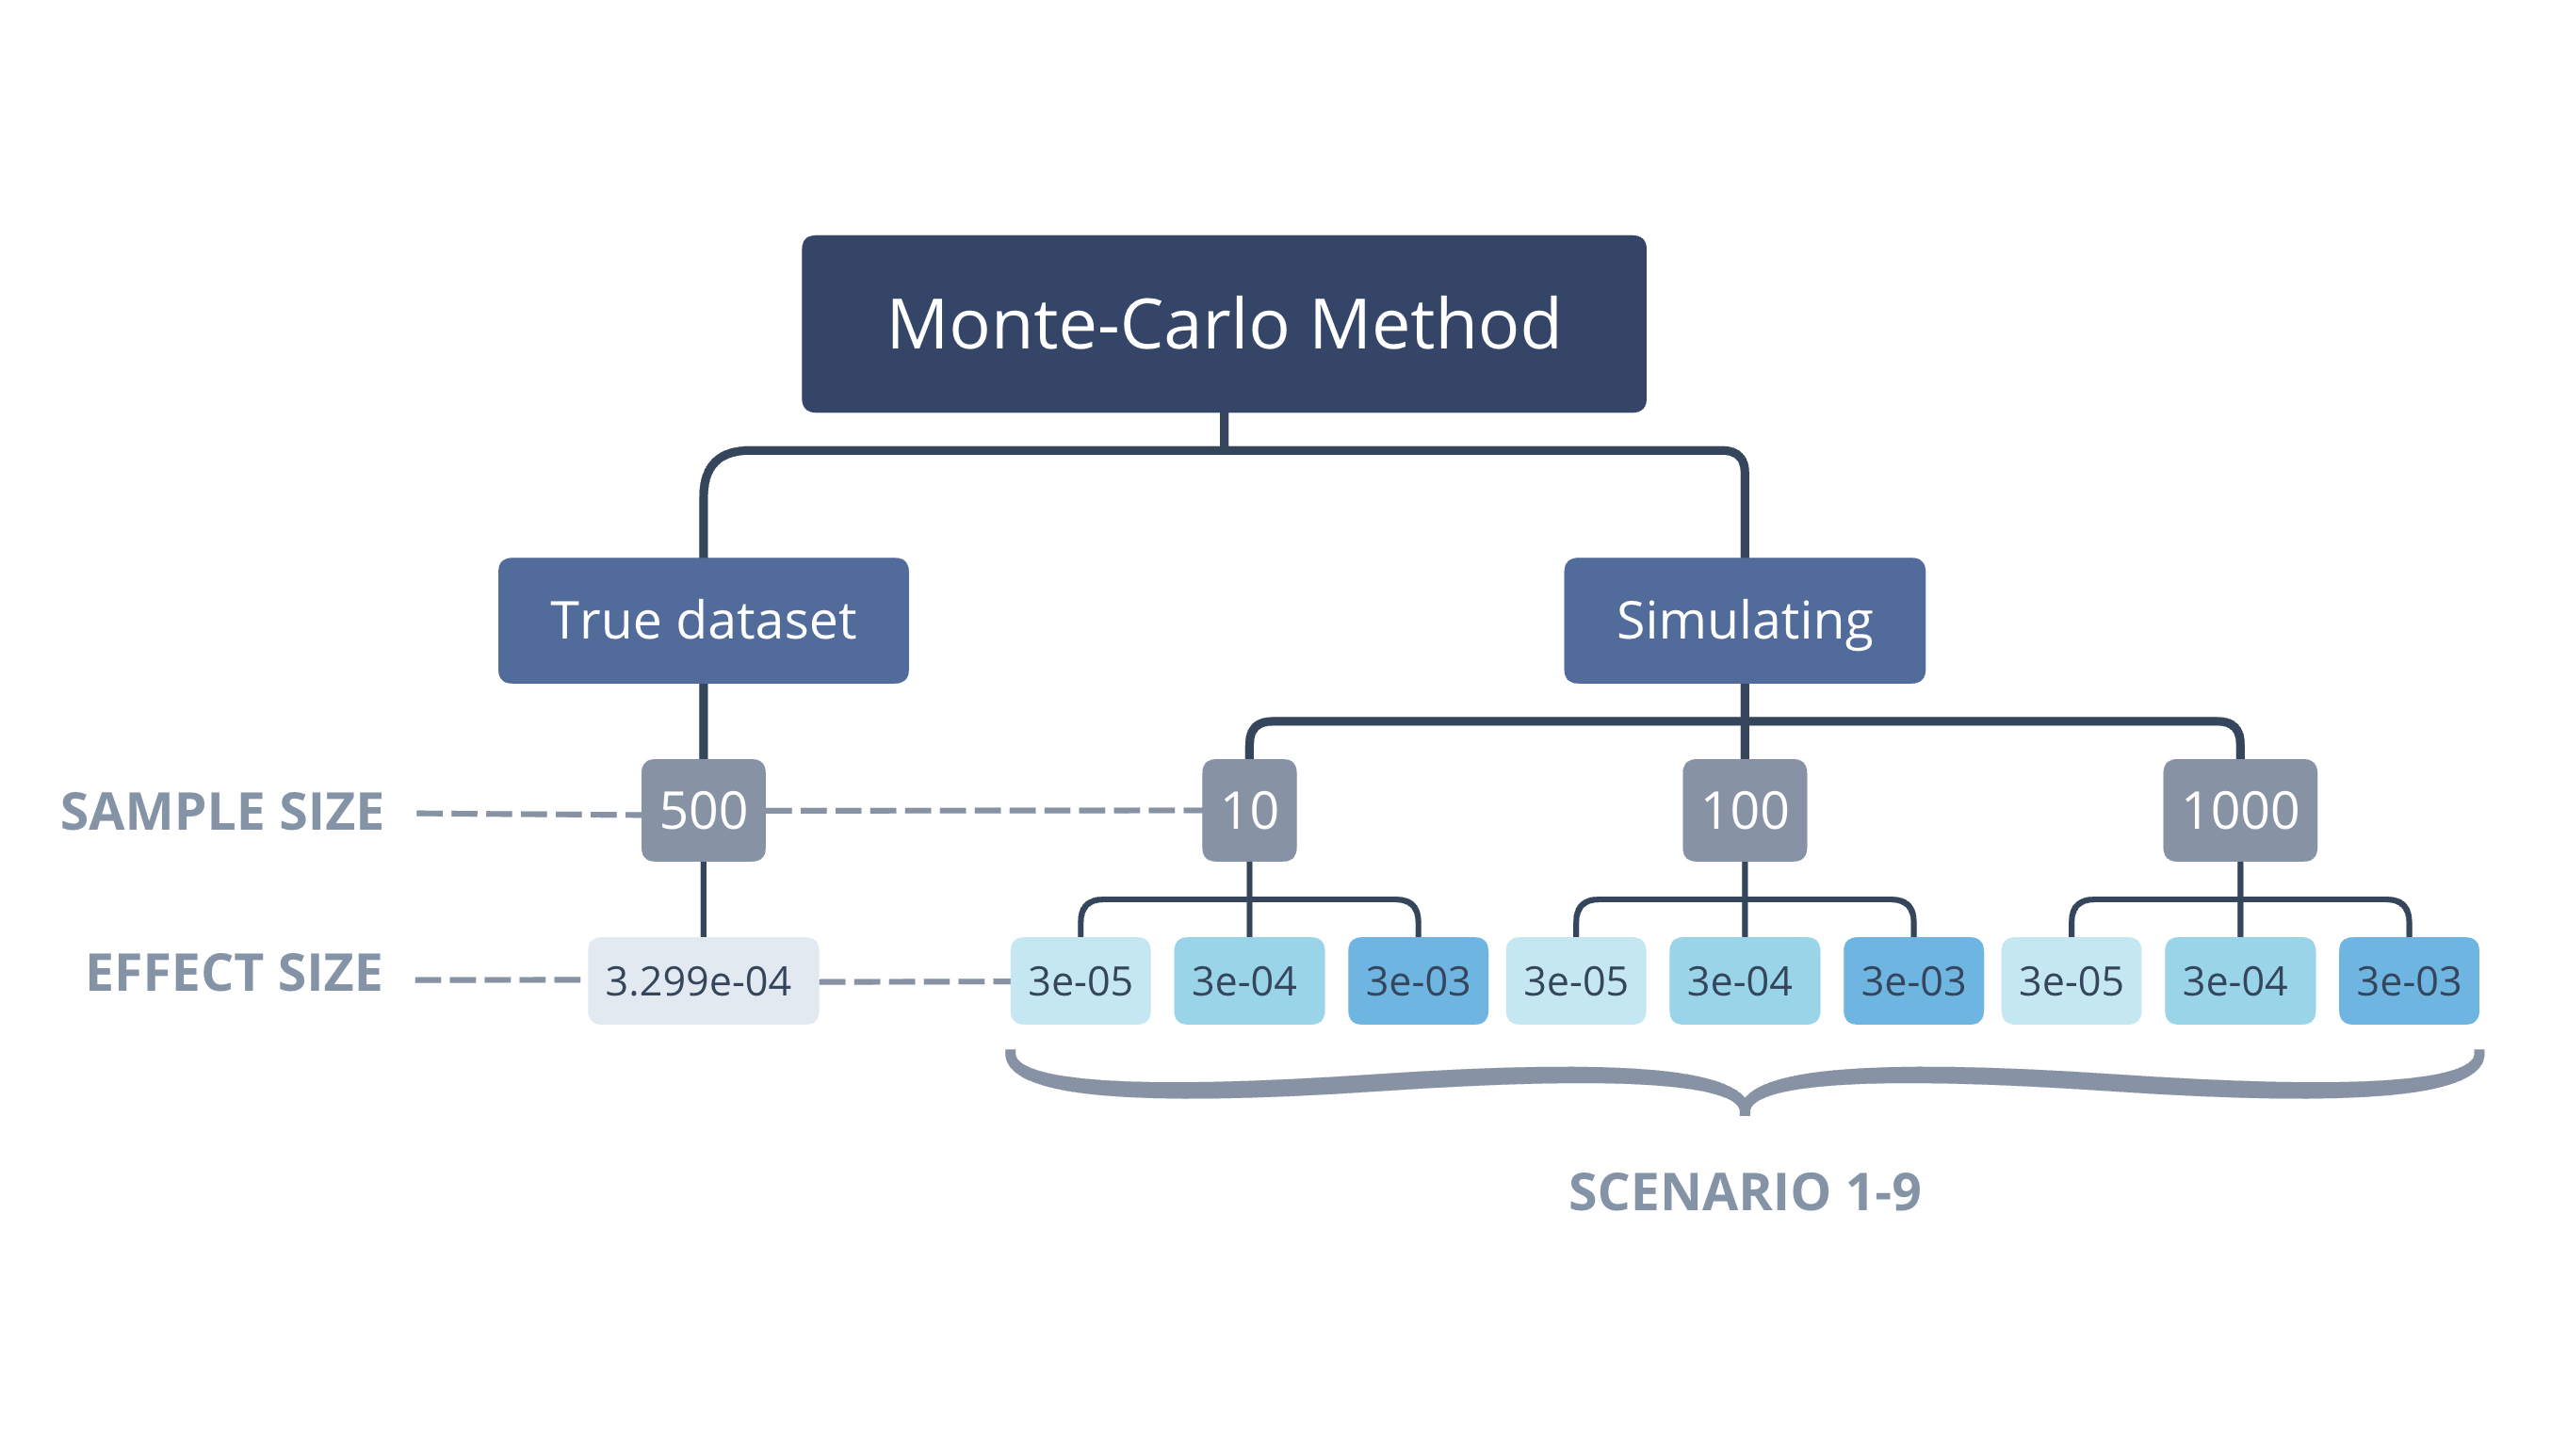 Monte-Carlo Method
True dataset
Simulating
SAMPLE SIZE
500
10
100
1000
EFFECT SIZE
3.299e-04
3e-05
3e-04
3e-03
3e-05
3e-04
3e-03
3e-05
3e-04
3e-03
SCENARIO 1-9